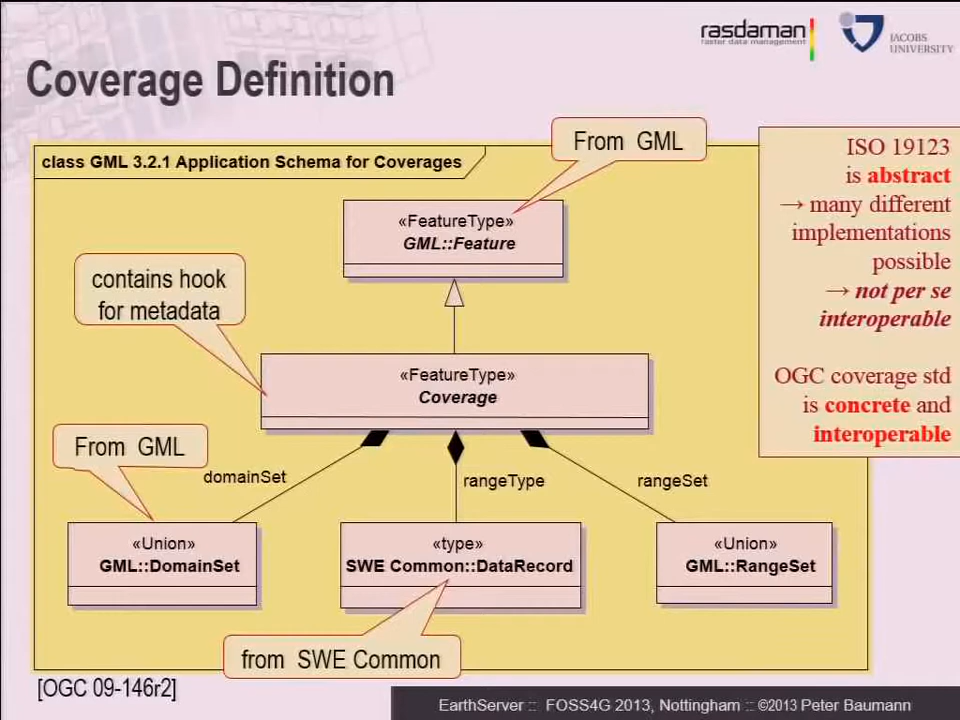 rasdaman
raster data management
JACOBS
UNIVERSITY
Coverage Definition
class GML 3.2.1 Application Schema for Coverages
From GML
«FeatureType»
GML::Feature
contains hook
for metadata
«FeatureType»
Coverage
From GML
domainSet
rangeType
rangeSet
«Union»
GML::DomainSet
«type»
SWE Common::DataRecord
«Union»
GML::RangeSet
from SWE Common
ISO 19123
is abstract
→ many different
implementations
possible
→ not per se
interoperable
OGC coverage std
is concrete and
interoperable
[OGC 09-146r2]
EarthServer :: FOSS4G 2013, Nottingham :: ©2013 Peter Baumann